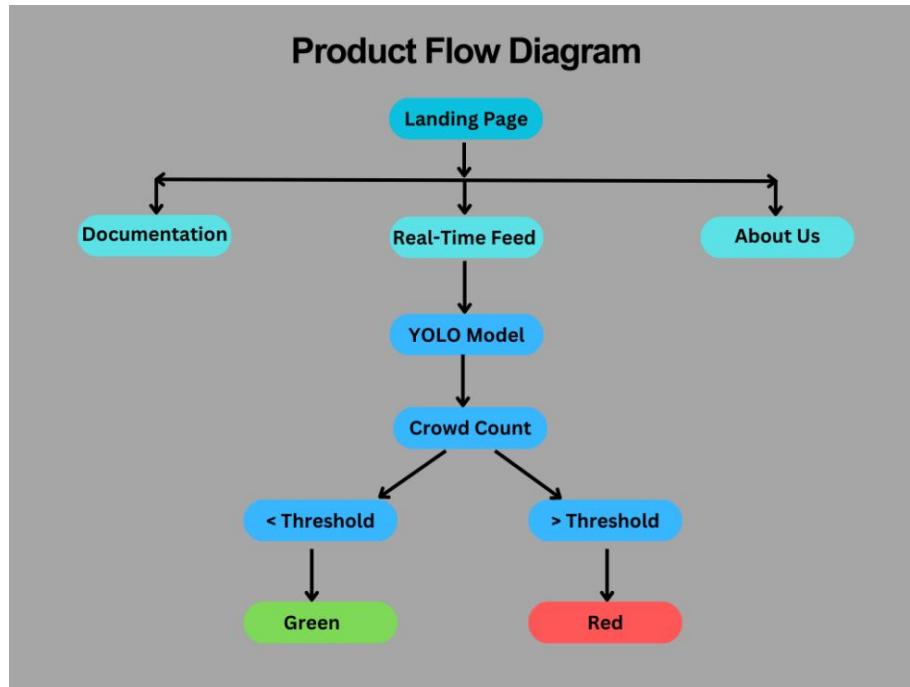 Product Flow Diagram
Landing Page
Documentation
Real-Time Feed
About Us
YOLO Model
Crowd Count
< Threshold
> Threshold
Green
Red